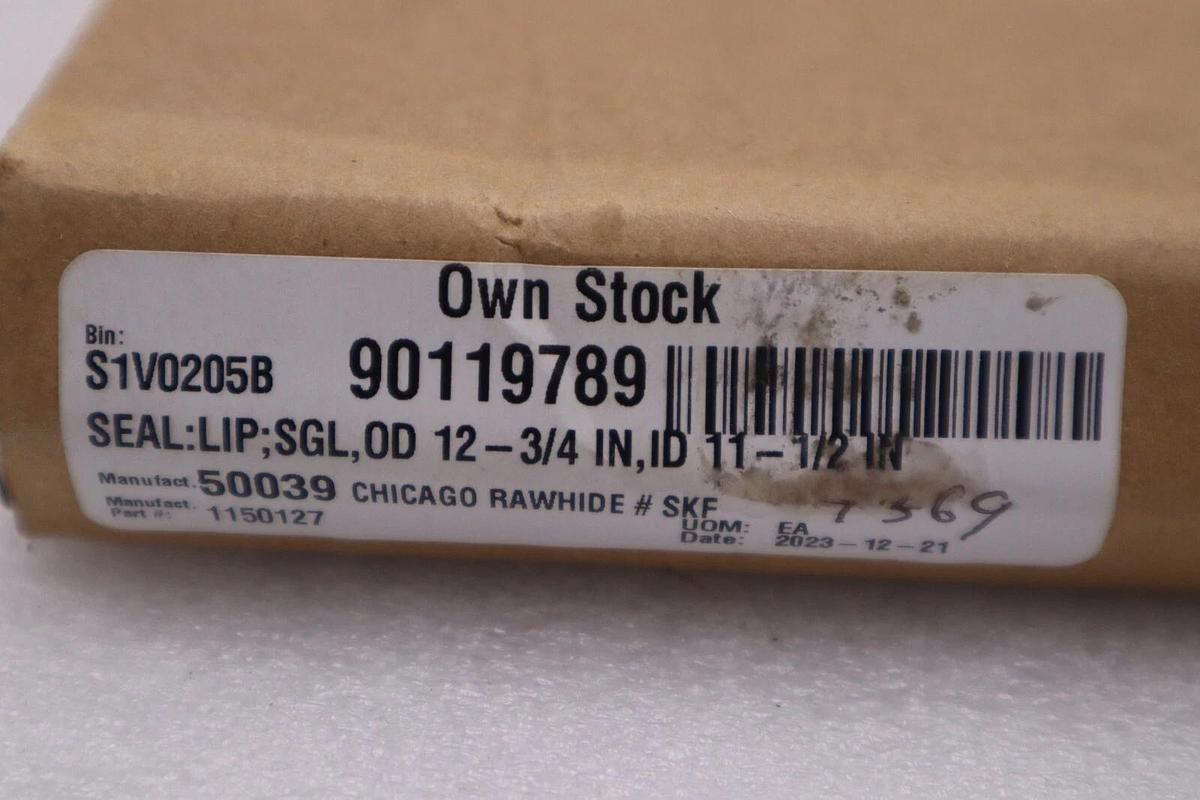 Own Stock
Bin:
S1V0205B 90119789
SEAL:LIP;SGL,OD 12-3/4 IN,ID 11-1/2 IN
Manufact. 50039 CHICAGO RAWHIDE # SKF
Manufact. Part #: 1150127
7369
UOM: EA
Date: 2023-12-21